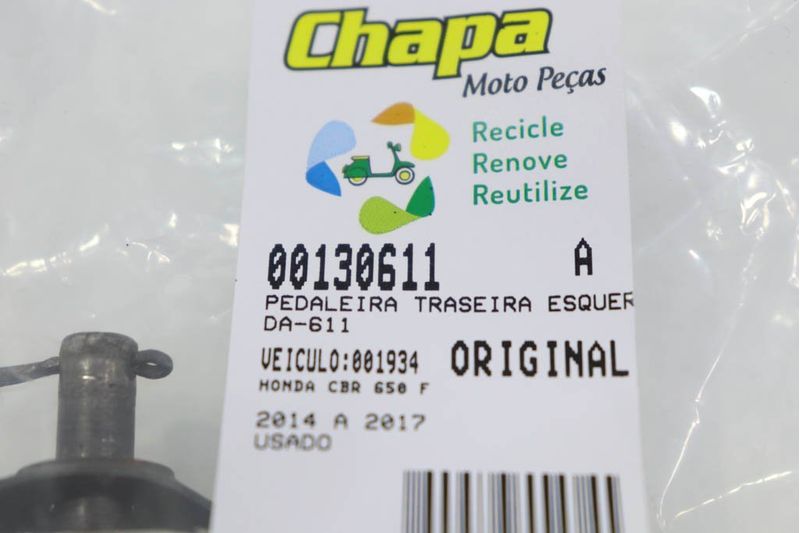 Chapa
Moto Peças
Recicle
Renove
Reutilize
00130611 A
PEDALEIRA TRASEIRA ESQUER
DA-611
VEICULO:001934 ORIGINAL
HONDA CBR 650 F
2014 A 2017
USADO